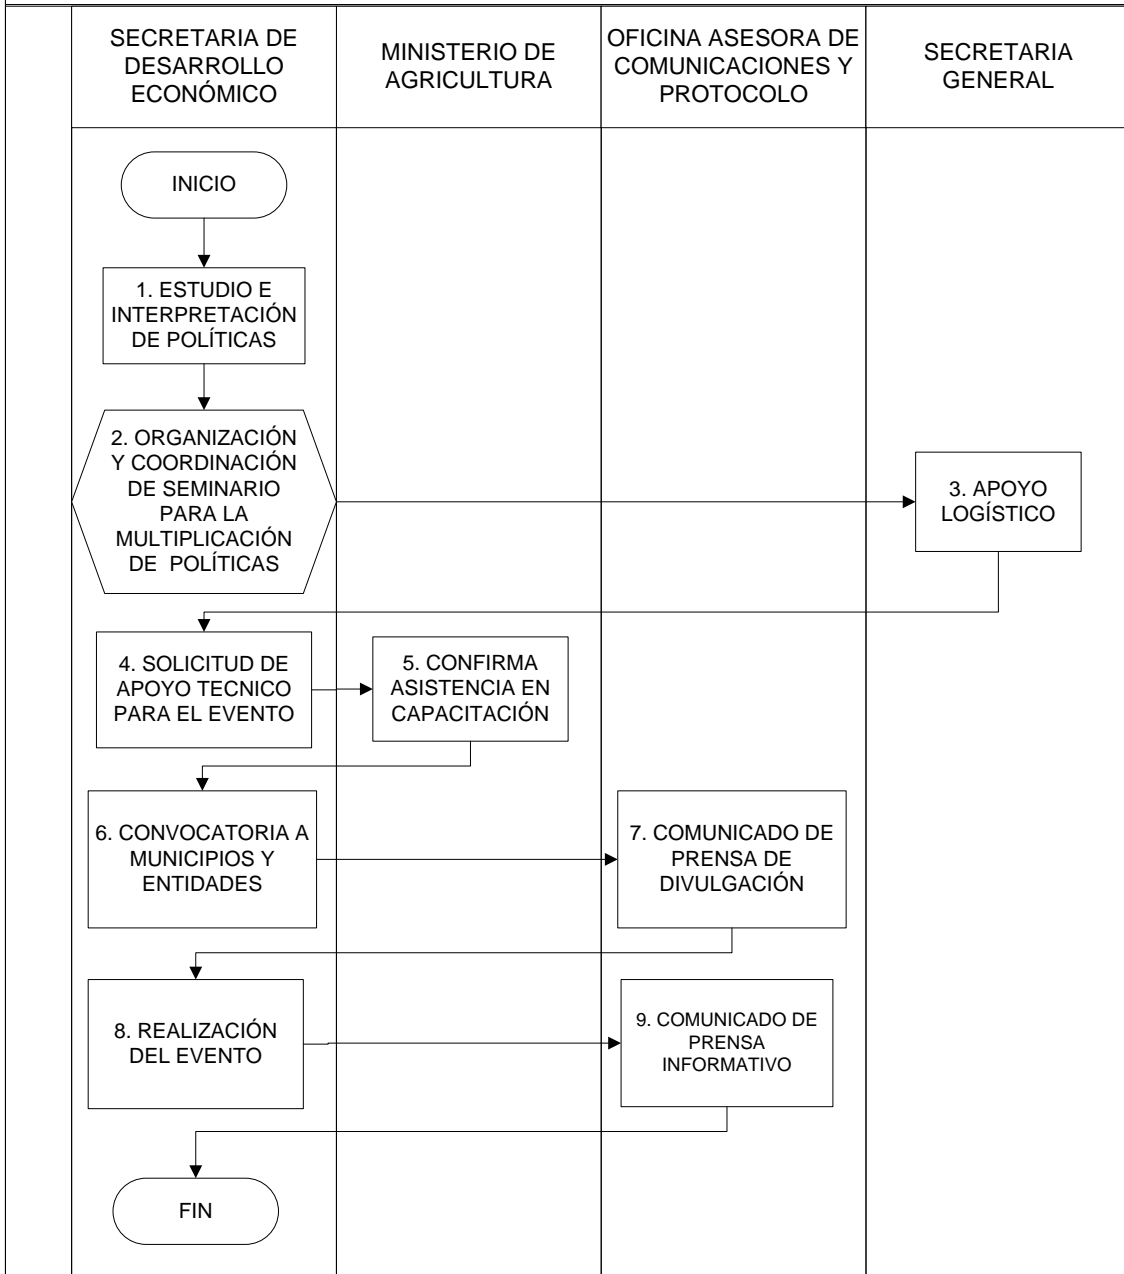 SECRETARIA DE
DESARROLLO
ECONÓMICO
MINISTERIO DE
AGRICULTURA
OFICINA ASESORA DE
COMUNICACIONES Y
PROTOCOLO
SECRETARIA
GENERAL
INICIO
1. ESTUDIO E
INTERPRETACIÓN
DE POLÍTICAS
2. ORGANIZACIÓN
Y COORDINACIÓN
DE SEMINARIO
PARA LA
MULTIPLICACIÓN
DE POLÍTICAS
3. APOYO
LOGÍSTICO
4. SOLICITUD DE
APOYO TECNICO
PARA EL EVENTO
5. CONFIRMA
ASISTENCIA EN
CAPACITACIÓN
6. CONVOCATORIA A
MUNICIPIOS Y
ENTIDADES
7. COMUNICADO DE
PRENSA DE
DIVULGACIÓN
8. REALIZACIÓN
DEL EVENTO
9. COMUNICADO DE
PRENSA
INFORMATIVO
FIN